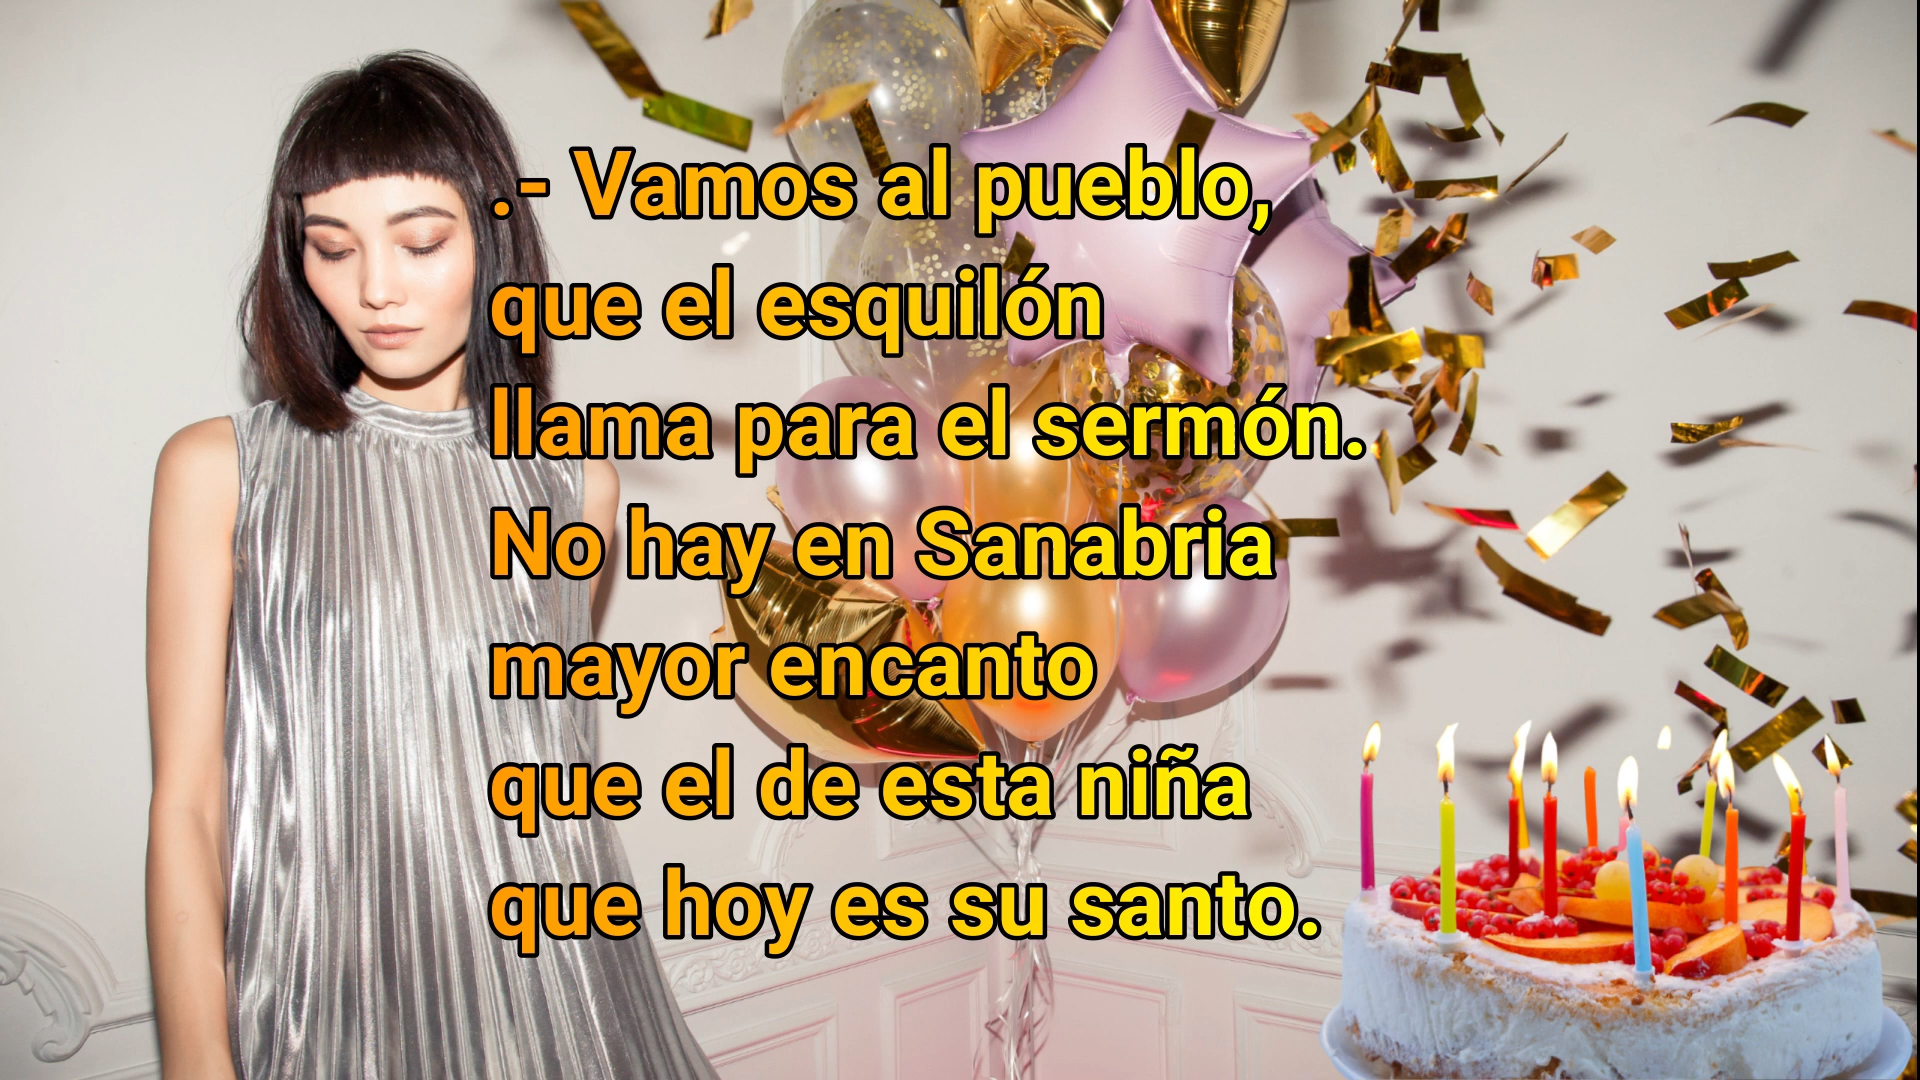 .- Vamos al pueblo,
que el esquilón
llama para el sermón.
No hay en Sanabria
mayor encanto
que el de esta niña
que hoy es su santo.